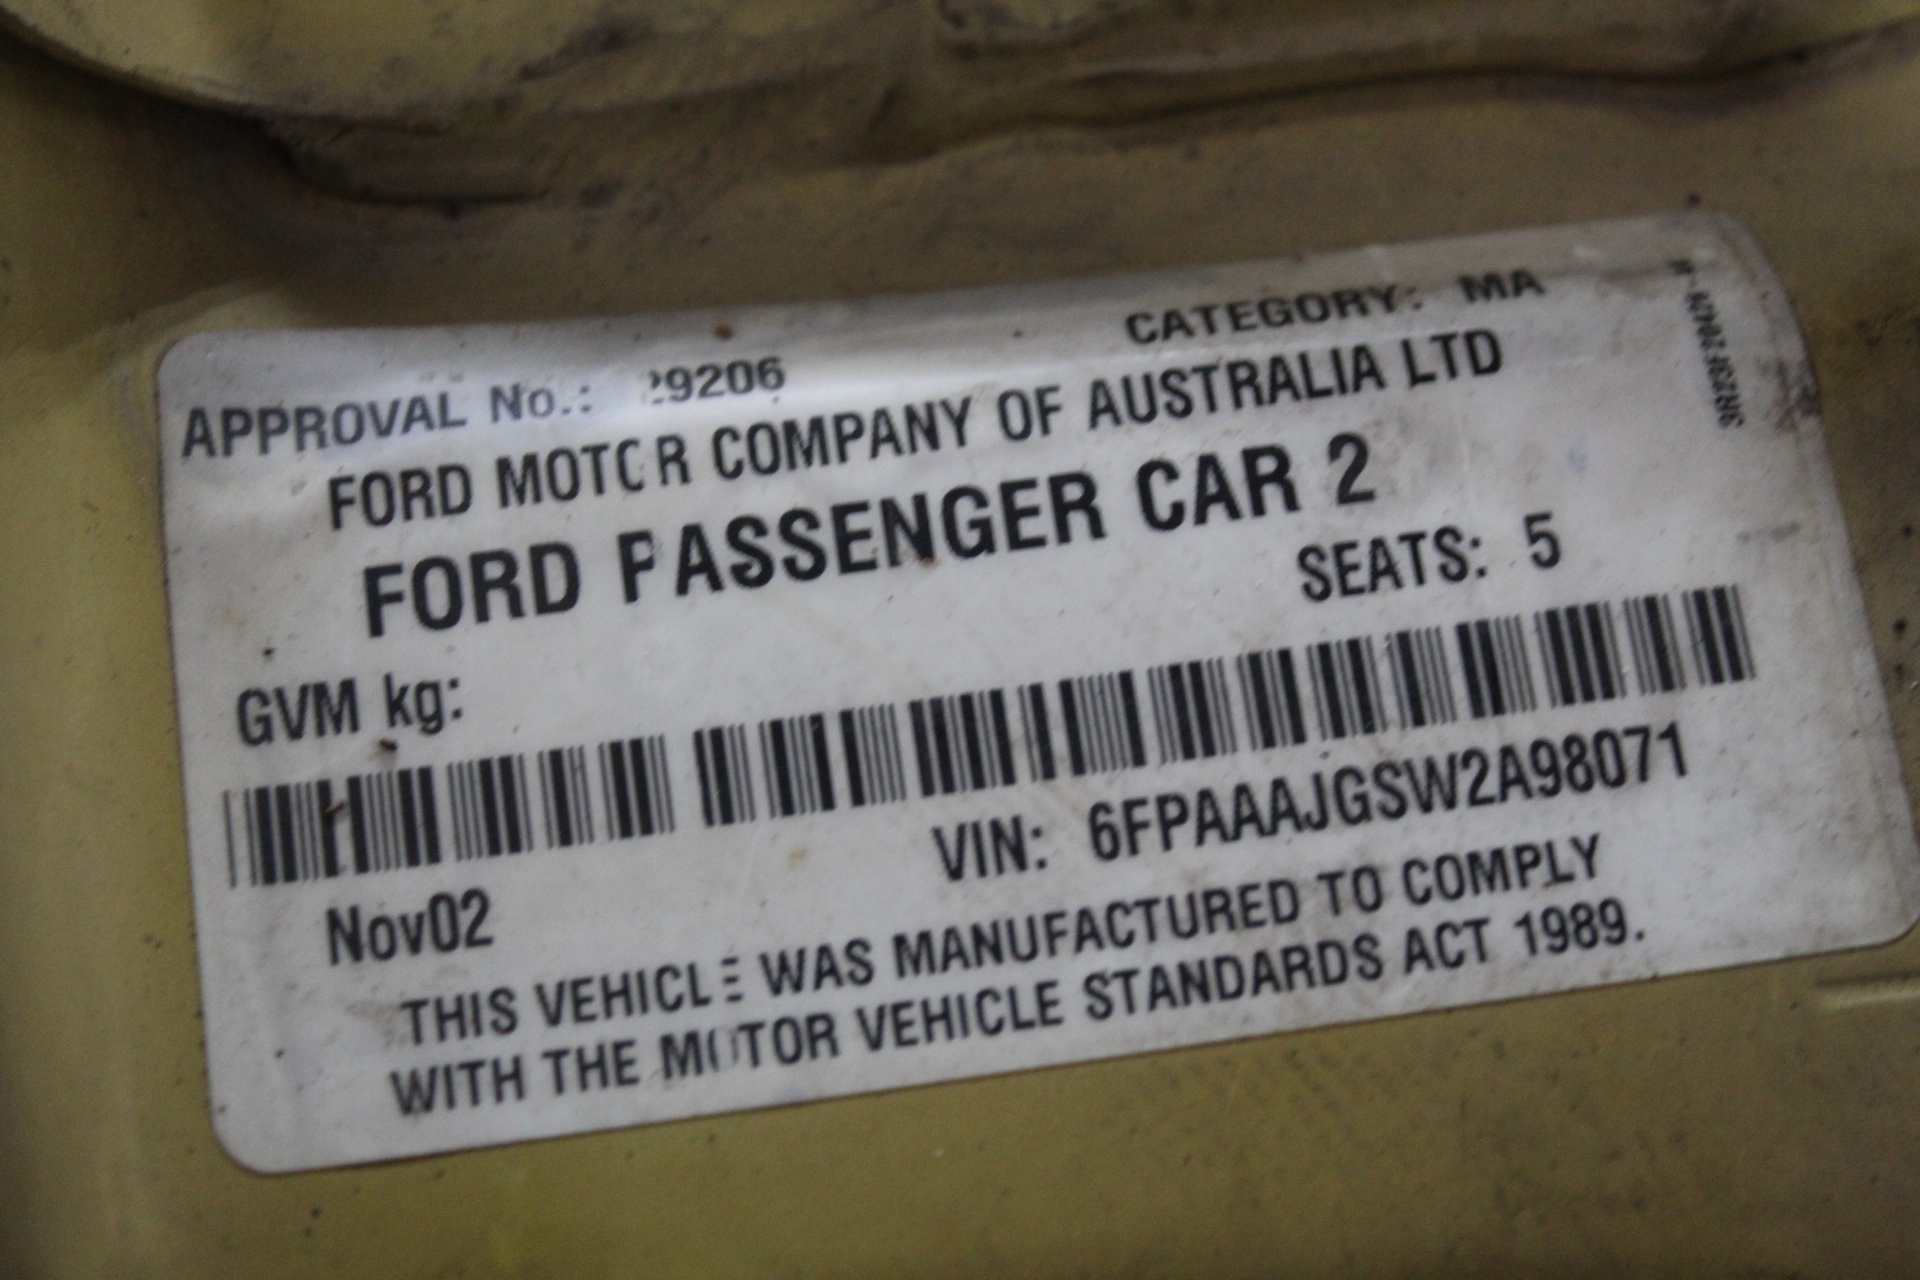 APPROVAL No.: 29206 CATEGORY: MA
FORD MOTOR COMPANY OF AUSTRALIA LTD
FORD PASSENGER CAR 2
SEATS: 5
GVM kg:
VIN: 6FPAAAJGSW2A98071
Nov02
THIS VEHICLE WAS MANUFACTURED TO COMPLY
WITH THE MOTOR VEHICLE STANDARDS ACT 1989.